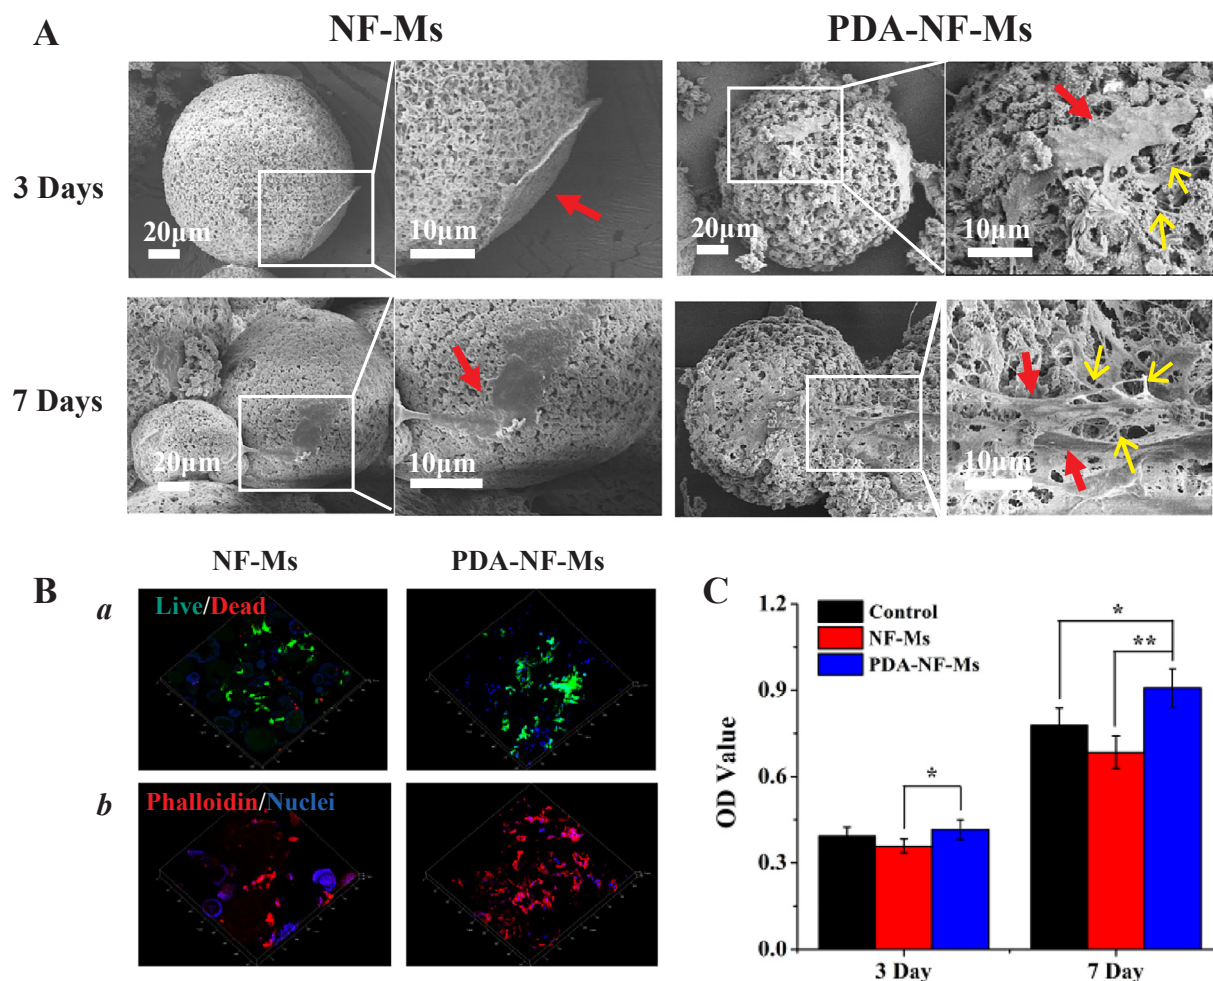 A
NF-Ms
PDA-NF-Ms
3 Days
20μm
10μm
20μm
10μm
7 Days
20μm
10μm
20μm
10μm
B
NF-Ms
PDA-NF-Ms
a
Live/Dead
b
Phalloidin/Nuclei
C
1.2
0.9
0.6
0.3
0.0
OD Value
Control
NF-Ms
PDA-NF-Ms
*
*
**
3 Day
7 Day